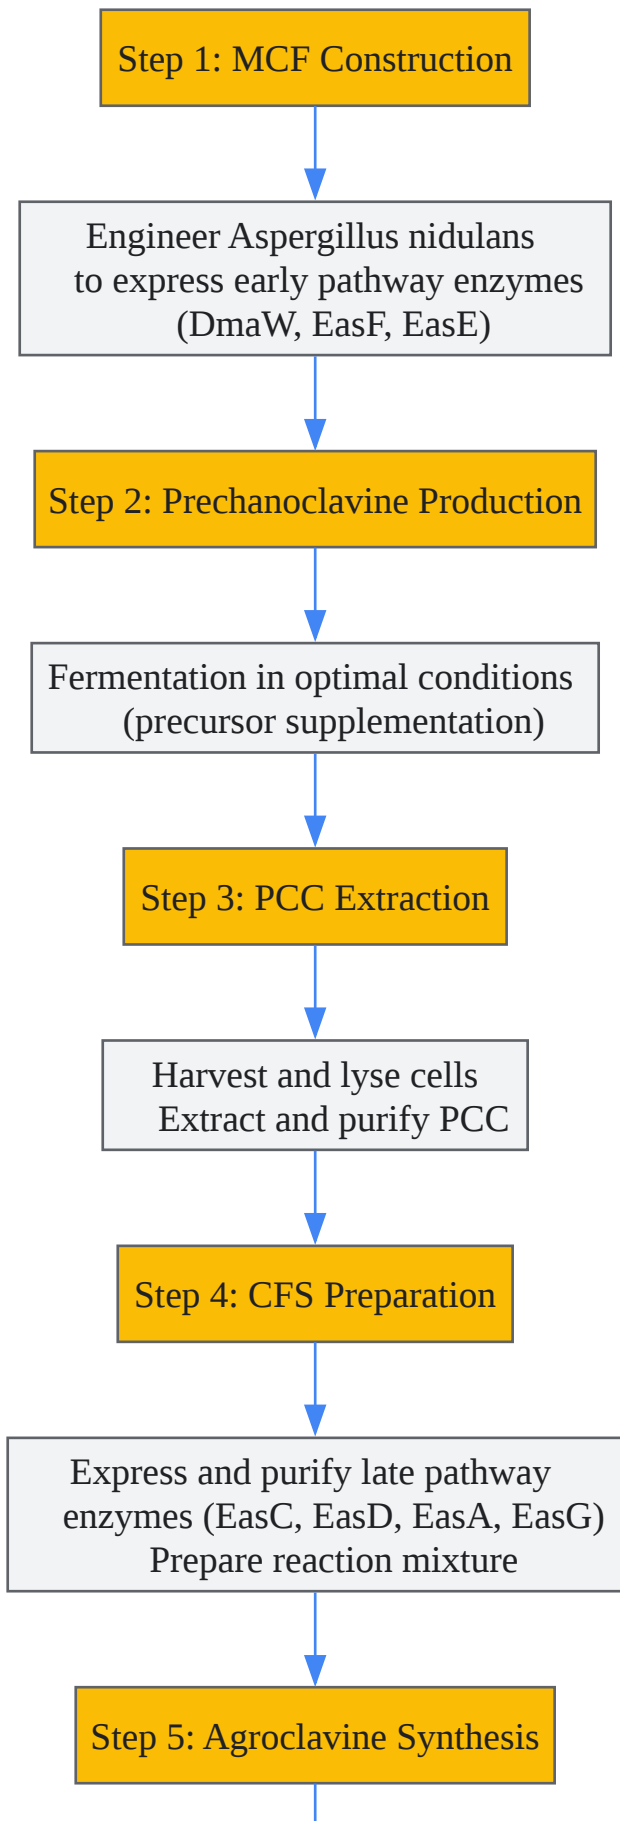 Step 1: MCF Construction
Engineer Aspergillus nidulans
to express early pathway enzymes
(DmaW, EasF, EasE)
Step 2: Prechanoclavine Production
Fermentation in optimal conditions
(precursor supplementation)
Step 3: PCC Extraction
Harvest and lyse cells
Extract and purify PCC
Step 4: CFS Preparation
Express and purify late pathway
enzymes (EasC, EasD, EasA, EasG)
Prepare reaction mixture
Step 5: Agroclavine Synthesis